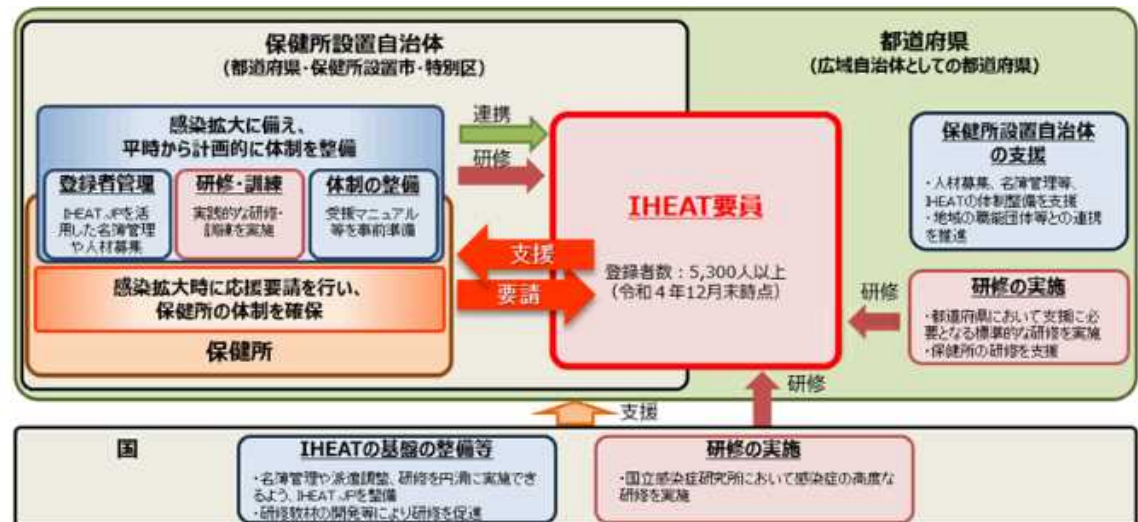 保健所設置自治体
(都道府県・保健所設置市・特別区)
都道府県
(広域自治体としての都道府県)
感染拡大に備え、
平時から計画的に体制を整備
登録者管理
IHEAT.JPを活
用した名簿管理
や人材募集
研修・訓練
実践的な研修・
訓練を実施
体制の整備
受援マニュアル
等を事前準備
感染拡大時に応援要請を行い、
保健所の体制を確保
保健所
連携
研修
支援
要請
IHEAT要員
登録者数：5,300人以上
（令和４年12月末時点）
保健所設置自治体
の支援
・人材募集、名簿管理等、
IHEATの体制整備を支援
・地域の職能団体等との連携
を推進
研修
研修の実施
・都道府県において支援に必
要となる標準的な研修を実施
・保健所の研修を支援
支援
研修
国
IHEATの基盤の整備等
・名簿管理や派遣調整、研修を円滑に実施でき
るよう、IHEAT.JPを整備
・研修教材の開発等により研修を促進
研修の実施
・国立感染症研究所において感染症の高度な
研修を実施